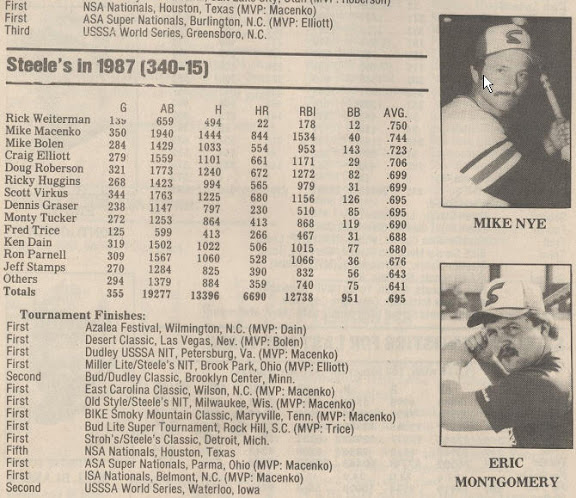 Lake City, Utah (MVP: Roberson)
First NSA Nationals, Houston, Texas (MVP: Macenko)
First ASA Super Nationals, Burlington, N.C. (MVP: Elliott)
Third USSSA World Series, Greensboro, N.C.
Steele's in 1987 (340-15)
G AB H HR RBI BB AVG.
Rick Weiterman 139 659 494 22 178 12 .750
Mike Macenko 350 1940 1444 844 1534 40 .744
Mike Bolen 284 1429 1033 554 953 143 .723
Craig Elliott 279 1559 1101 661 1171 29 .706
Doug Roberson 321 1773 1240 672 1272 82 .699
Ricky Huggins 268 1423 994 565 979 31 .699
Scott Virkus 344 1763 1225 680 1156 126 .695
Dennis Graser 238 1147 797 230 510 85 .695
Monty Tucker 272 1253 864 413 868 119 .690
Fred Trice 125 599 413 266 467 31 .688
Ken Dain 319 1502 1022 506 1015 77 .680
Ron Parnell 309 1567 1060 528 1066 36 .676
Jeff Stamps 270 1284 825 390 832 56 .643
Others 294 1379 884 359 740 75 .641
Totals 355 19277 13396 6690 12738 951 .695
Tournament Finishes:
First Azalea Festival, Wilmington, N.C. (MVP: Dain)
First Desert Classic, Las Vegas, Nev. (MVP: Bolen)
First Dudley USSSA NIT, Petersburg, Va. (MVP: Macenko)
First Miller Lite/Steele's NIT, Brook Park, Ohio (MVP: Elliott)
Second Bud/Dudley Classic, Brooklyn Center, Minn.
First East Carolina Classic, Wilson, N.C. (MVP: Macenko)
First Old Style/Steele's NIT, Milwaukee, Wis. (MVP: Macenko)
First BIKE Smoky Mountain Classic, Maryville, Tenn. (MVP: Macenko)
First Bud Lite Super Tournament, Rock Hill, S.C. (MVP: Trice)
First Stroh's/Steele's Classic, Detroit, Mich.
Fifth NSA Nationals, Houston, Texas
First ASA Super Nationals, Parma, Ohio (MVP: Macenko)
First ISA Nationals, Belmont, N.C. (MVP: Macenko)
Second USSSA World Series, Waterloo, Iowa
S
MIKE NYE
S
ERIC
MONTGOMERY